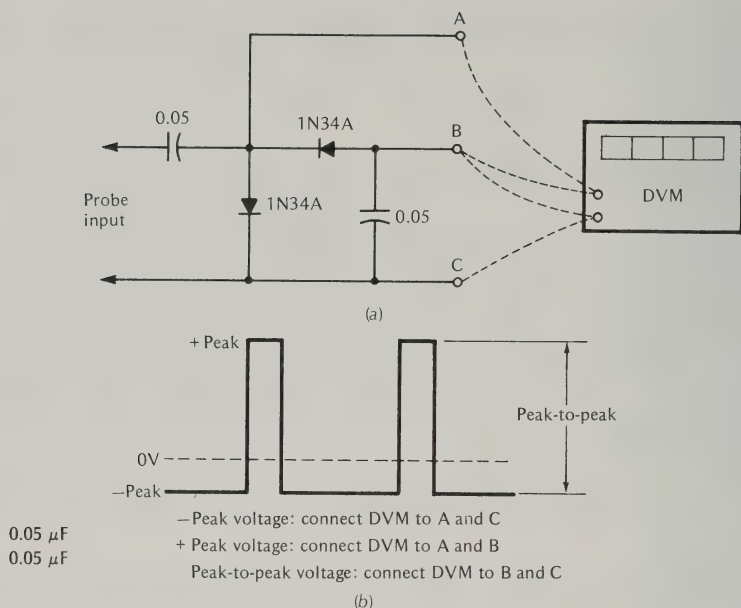 A
0.05
1N34A
B
DVM
Probe
input
1N34A
0.05
C
(a)
+ Peak
Peak-to-peak
0V
−Peak
−Peak voltage: connect DVM to A and C
+ Peak voltage: connect DVM to A and B
Peak-to-peak voltage: connect DVM to B and C
0.05 μF
0.05 μF
(b)